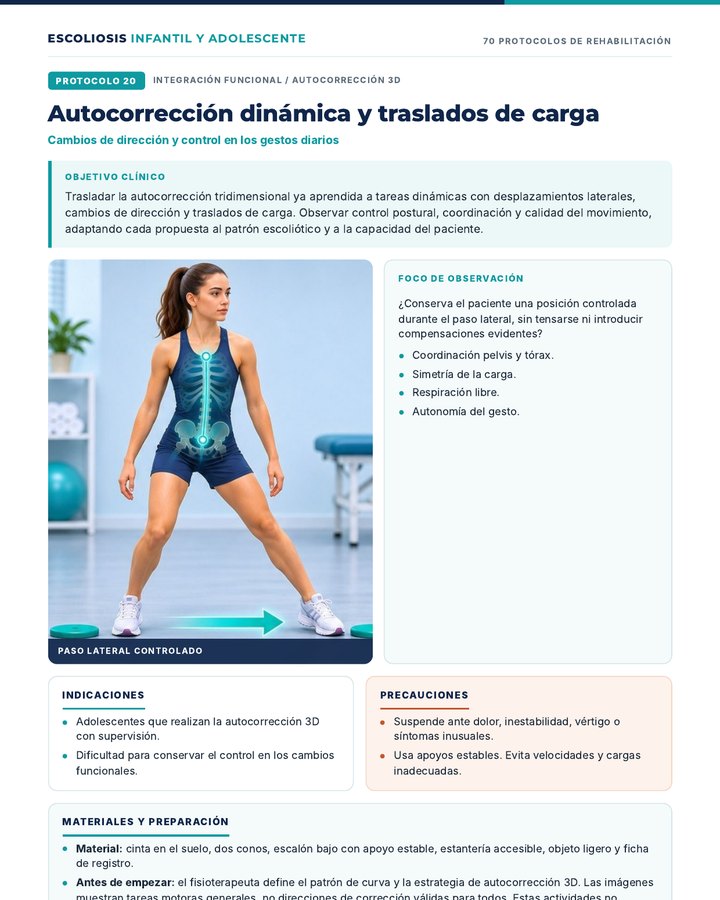 ESCOLIOSIS INFANTIL Y ADOLESCENTE
70 PROTOCOLOS DE REHABILITACIÓN
PROTOCOLO 20
INTEGRACIÓN FUNCIONAL / AUTOCORRECCIÓN 3D
Autocorrección dinámica y traslados de carga
Cambios de dirección y control en los gestos diarios
OBJETIVO CLÍNICO
Trasladar la autocorrección tridimensional ya aprendida a tareas dinámicas con desplazamientos laterales,
cambios de dirección y traslados de carga. Observar control postural, coordinación y calidad del movimiento,
adaptando cada propuesta al patrón escoliótico y a la capacidad del paciente.
PASO LATERAL CONTROLADO
FOCO DE OBSERVACIÓN
¿Conserva el paciente una posición controlada
durante el paso lateral, sin tensarse ni introducir
compensaciones evidentes?
Coordinación pelvis y tórax.
Simetría de la carga.
Respiración libre.
Autonomía del gesto.
INDICACIONES
Adolescentes que realizan la autocorrección 3D
con supervisión.
Dificultad para conservar el control en los cambios
funcionales.
PRECAUCIONES
Suspende ante dolor, inestabilidad, vértigo o
síntomas inusuales.
Usa apoyos estables. Evita velocidades y cargas
inadecuadas.
MATERIALES Y PREPARACIÓN
Material: cinta en el suelo, dos conos, escalón bajo con apoyo estable, estantería accesible, objeto ligero y ficha
de registro.
Antes de empezar: el fisioterapeuta define el patrón de curva y la estrategia de autocorrección 3D. Las imágenes
muestran tareas motoras generales, no direcciones de corrección válidas para todos. Estas actividades no